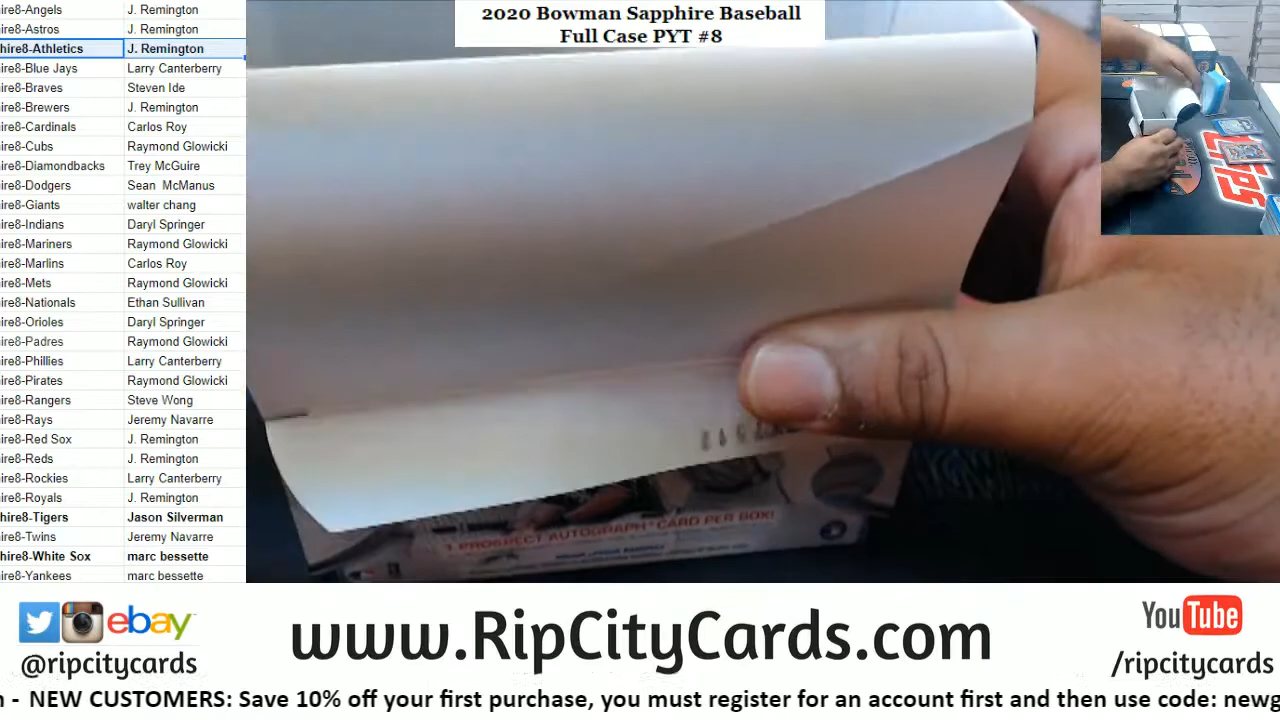 2020 Bowman Sapphire Baseball
Full Case PYT #8
ire8-Angels J. Remington
ire8-Astros J. Remington
hire8-Athletics J. Remington
ire8-Blue Jays Larry Canterberry
ire8-Braves Steven Ide
ire8-Brewers J. Remington
ire8-Cardinals Carlos Roy
ire8-Cubs Raymond Glowicki
ire8-Diamondbacks Trey McGuire
ire8-Dodgers Sean McManus
ire8-Giants walter chang
ire8-Indians Daryl Springer
ire8-Mariners Raymond Glowicki
ire8-Marlins Carlos Roy
ire8-Mets Raymond Glowicki
ire8-Nationals Ethan Sullivan
ire8-Orioles Daryl Springer
ire8-Padres Raymond Glowicki
ire8-Phillies Larry Canterberry
ire8-Pirates Raymond Glowicki
ire8-Rangers Steve Wong
ire8-Rays Jeremy Navarre
ire8-Red Sox J. Remington
ire8-Reds J. Remington
ire8-Rockies Larry Canterberry
ire8-Royals J. Remington
hire8-Tigers Jason Silverman
ire8-Twins Jeremy Navarre
hire8-White Sox marc bessette
ire8-Yankees marc bessette
1 PROSPECT AUTOGRAPH CARD PER BOX!
ebay
@ripcitycards
www.RipCityCards.com
YouTube
/ripcitycards
n - NEW CUSTOMERS: Save 10% off your first purchase, you must register for an account first and then use code: newg